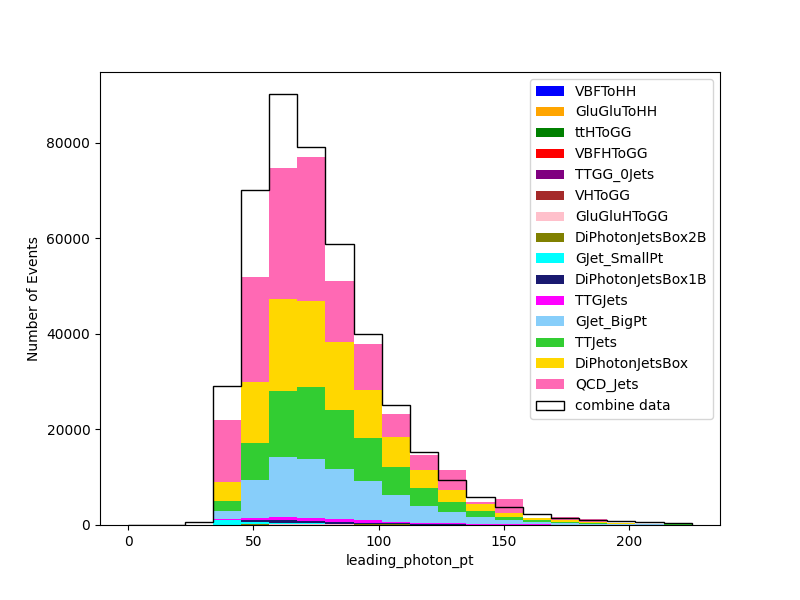 80000
60000
40000
20000
0
0
50
100
150
200
leading_photon_pt
Number of Events
VBFToHH
GluGluToHH
ttHToGG
VBFHToGG
TTGG_0Jets
VHToGG
GluGluHToGG
DiPhotonJetsBox2B
GJet_SmallPt
DiPhotonJetsBox1B
TTGJets
GJet_BigPt
TTJets
DiPhotonJetsBox
QCD_Jets
combine data